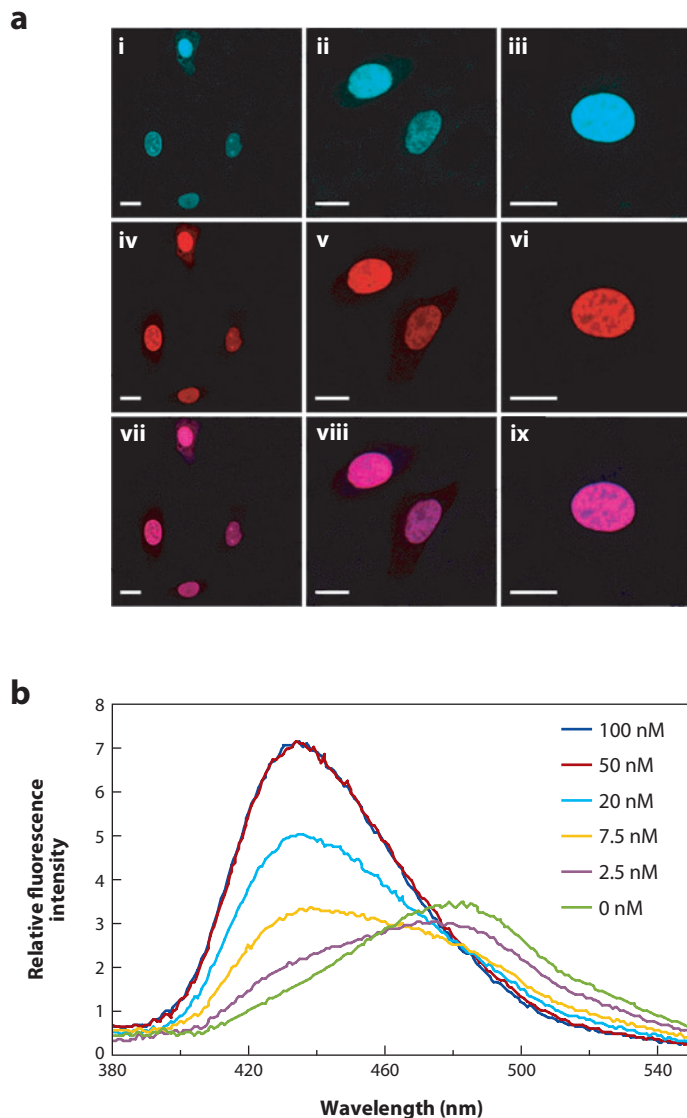 a
i
ii
iii
iv
v
vi
vii
viii
ix
b
8
7
6
5
4
3
2
1
0
Relative fluorescence
intensity
100 nM
50 nM
20 nM
7.5 nM
2.5 nM
0 nM
380
420
460
500
540
Wavelength (nm)